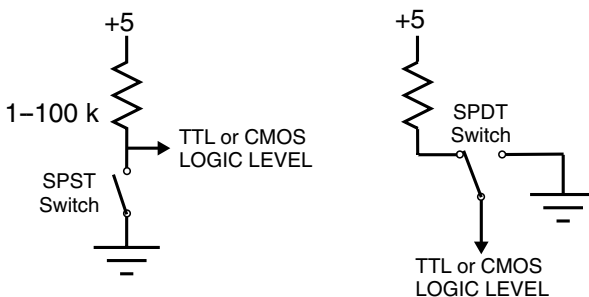 +5
1–100 k
TTL or CMOS
LOGIC LEVEL
SPST
Switch
+5
SPDT
Switch
TTL or CMOS
LOGIC LEVEL